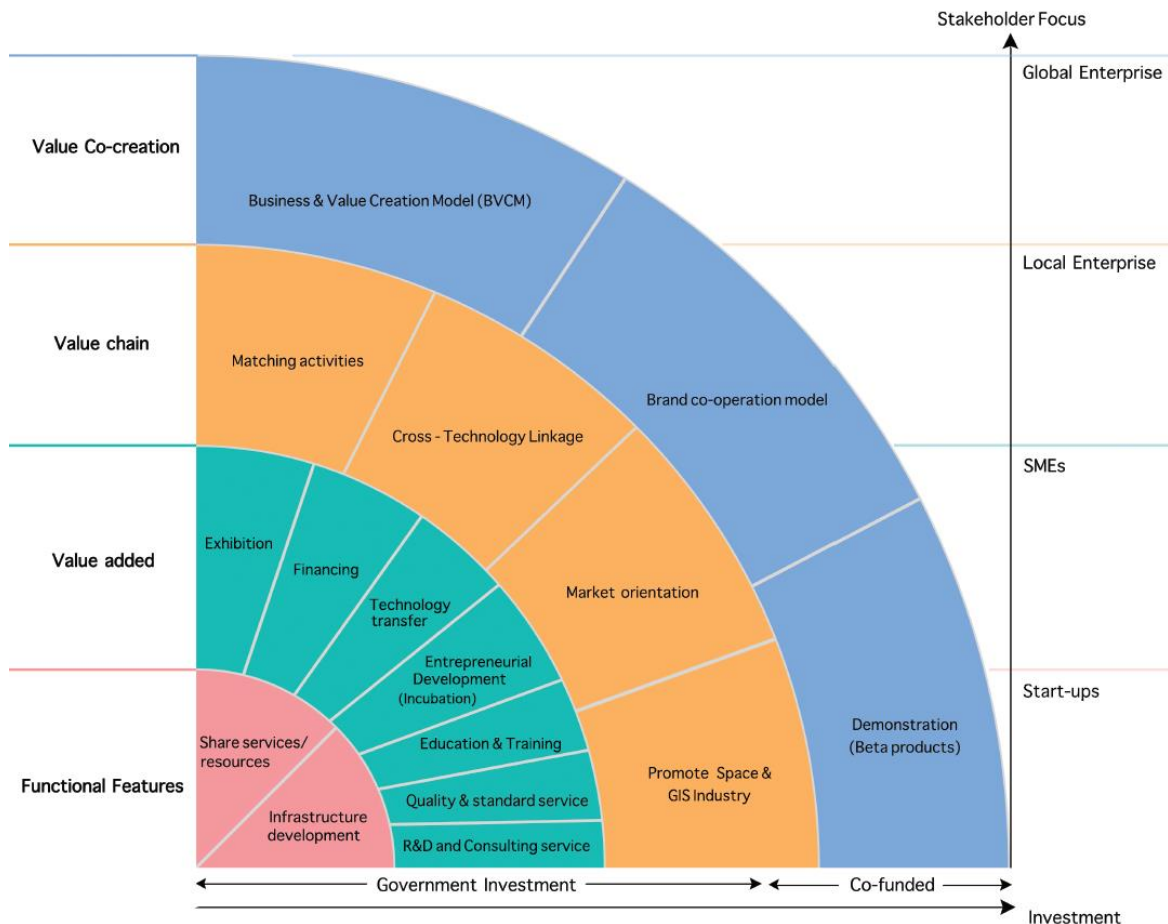 Stakeholder Focus
Global Enterprise
Value Co-creation
Business & Value Creation Model (BVCM)
Local Enterprise
Value chain
Matching activities
Brand co-operation model
Cross - Technology Linkage
SMEs
Value added
Exhibition
Financing
Market orientation
Technology
transfer
Entrepreneurial
Development
(Incubation)
Start-ups
Share services/
resources
Education & Training
Demonstration
(Beta products)
Functional Features
Promote Space &
GIS Industry
Quality & standard service
Infrastructure
development
R&D and Consulting service
Government Investment
Co-funded
Investment